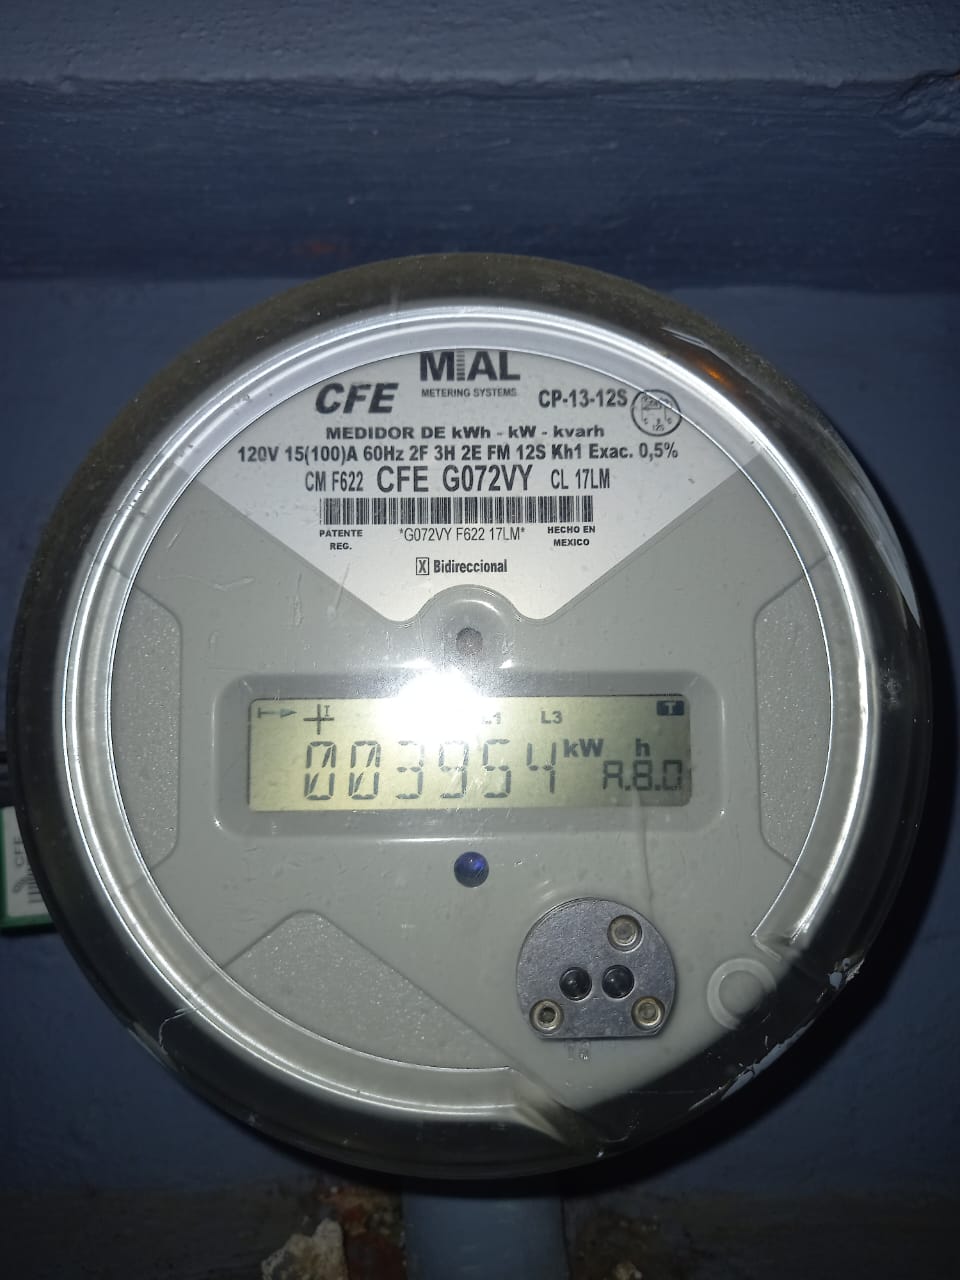 MIAL
METERING SYSTEMS
CFE
CP-13-12S
MEDIDOR DE kWh - kW - kvarh
120V 15(100)A 60Hz 2F 3H 2E FM 12S Kh1 Exac. 0,5%
CM F622 CFE G072VY CL 17LM
PATENTE REG.
*G072VY F622 17LM*
HECHO EN MEXICO
X Bidireccional
L1 L3 T
003954 kW h A.8.0